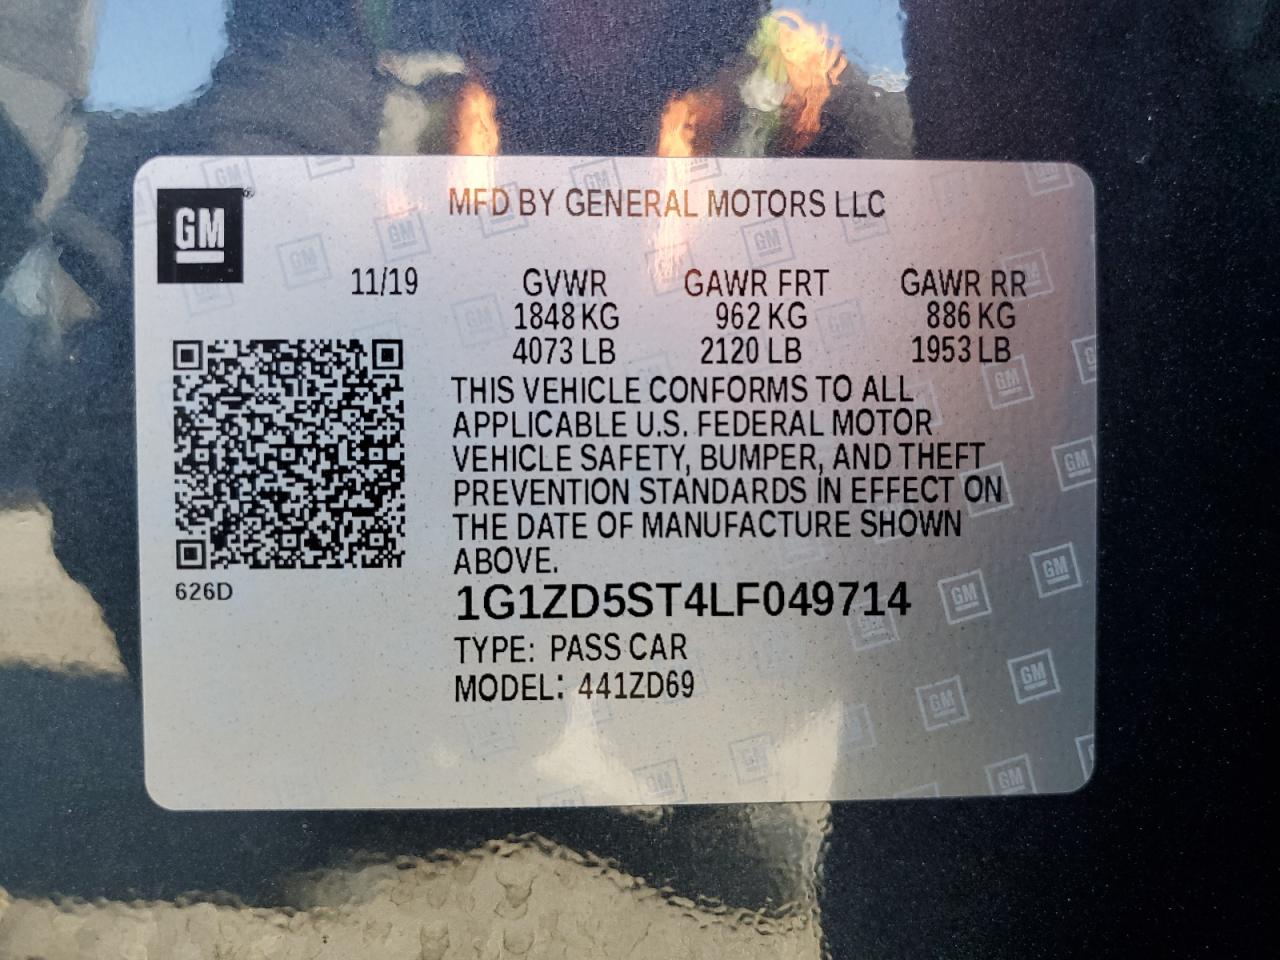 GM
MFD BY GENERAL MOTORS LLC
11/19 GVWR GAWR FRT GAWR RR
1848 KG 962 KG 886 KG
4073 LB 2120 LB 1953 LB
THIS VEHICLE CONFORMS TO ALL
APPLICABLE U.S. FEDERAL MOTOR
VEHICLE SAFETY, BUMPER, AND THEFT
PREVENTION STANDARDS IN EFFECT ON
THE DATE OF MANUFACTURE SHOWN
ABOVE.
626D
1G1ZD5ST4LF049714
TYPE: PASS CAR
MODEL: 441ZD69